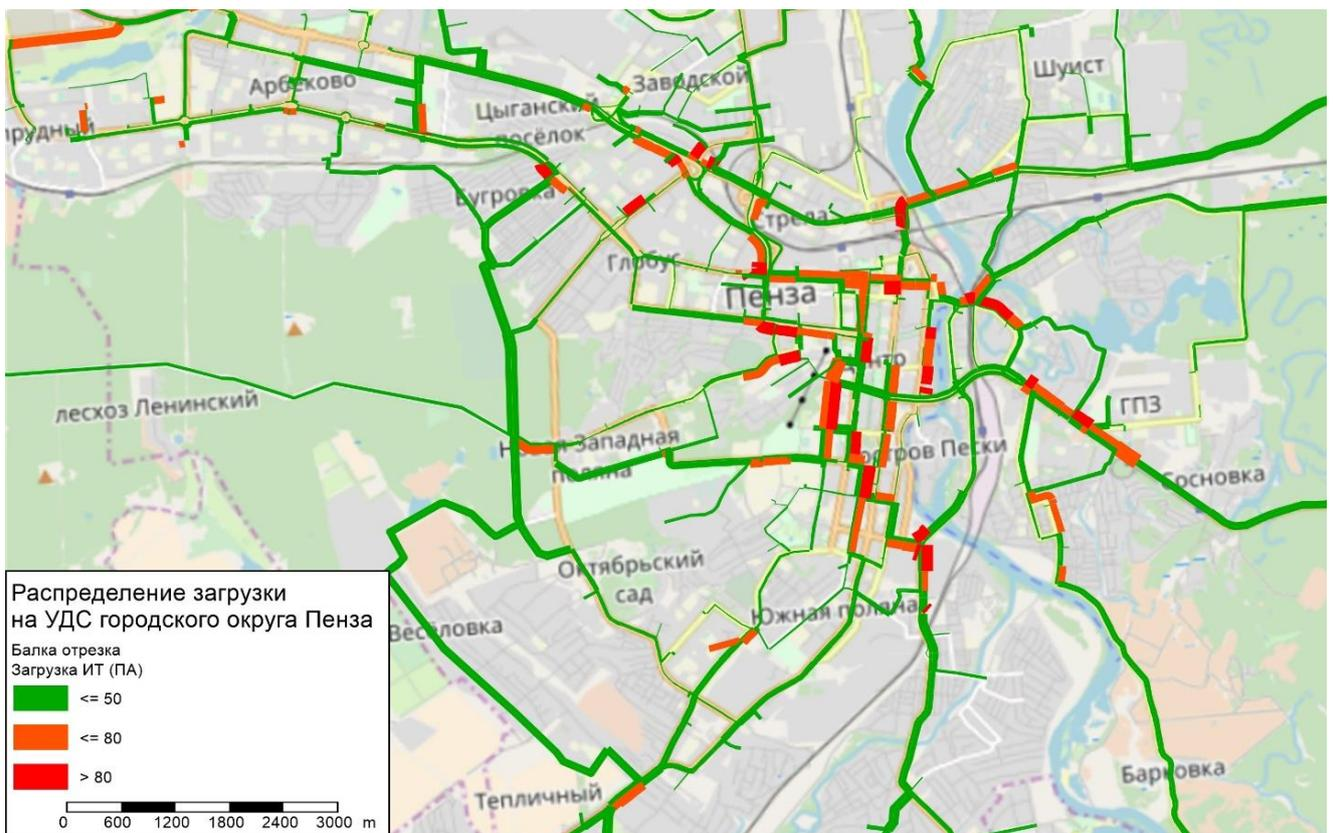 Арбеково
Заводской
Шуист
Цыганский
посёлок
Бугровка
Стрела
Глобус
Пенза
лесхоз Ленинский
ГПЗ
Западная
поляна
остров Пески
Сосновка
Октябрьский
сад
Южная поляна
Весёловка
Тепличный
Барковка
Распределение загрузки
на УДС городского округа Пенза
Балка отрезка
Загрузка ИТ (ПА)
<= 50
<= 80
> 80
0 600 1200 1800 2400 3000 m